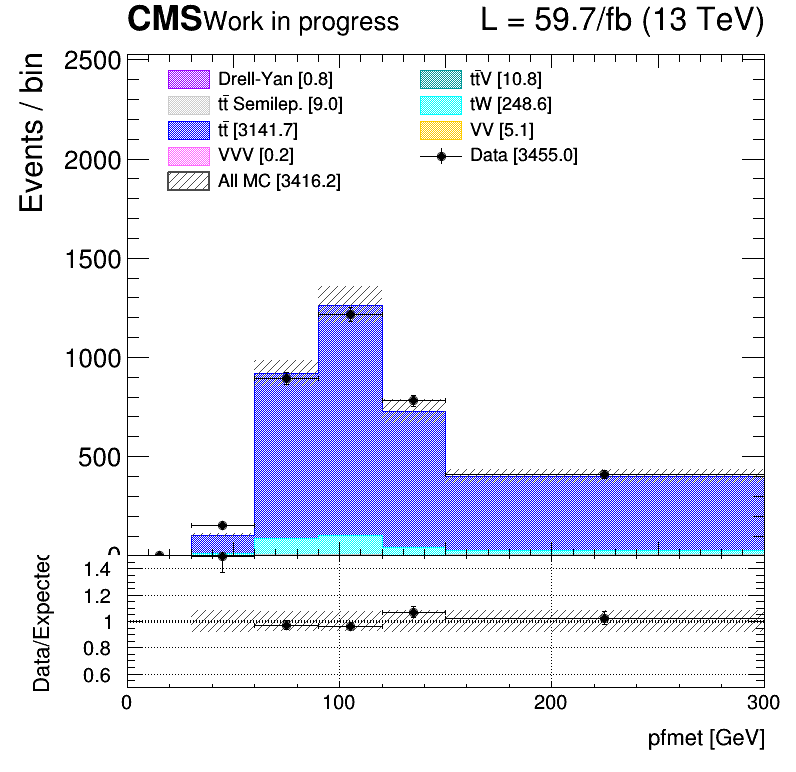 CMS Work in progress L = 59.7/fb (13 TeV)
Events / bin
2500
2000
1500
1000
500
0
Drell-Yan [0.8]
tt̄ Semilep. [9.0]
tt̄ [3141.7]
VVV [0.2]
All MC [3416.2]
tt̄V [10.8]
tW [248.6]
VV [5.1]
Data [3455.0]
Data/Expected
1.4
1.2
1
0.8
0.6
0 100 200 300
pfmet [GeV]